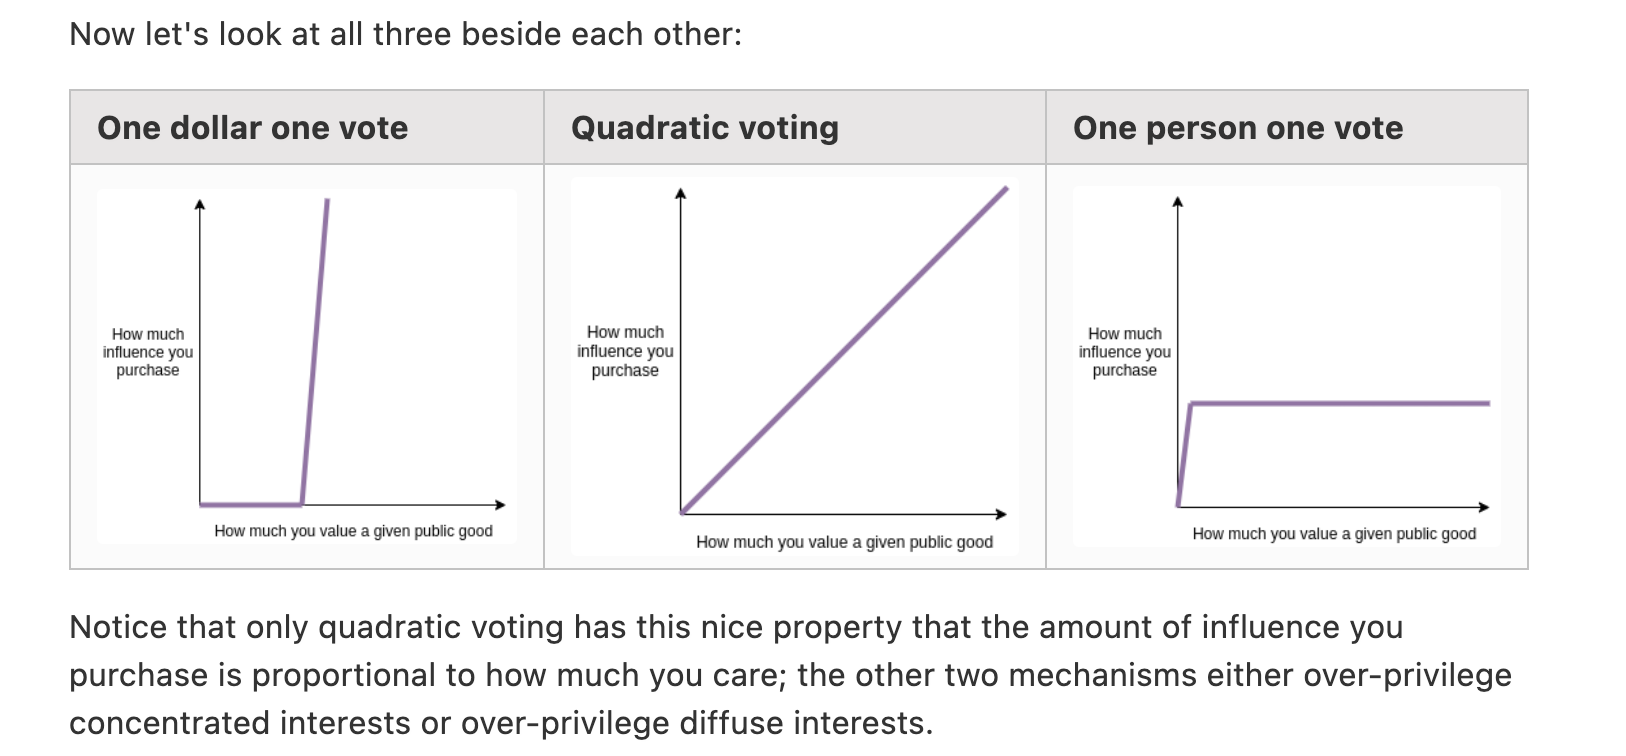 Now let's look at all three beside each other:
One dollar one vote
Quadratic voting
One person one vote
How much
influence you
purchase
How much you value a given public good
How much
influence you
purchase
How much you value a given public good
How much
influence you
purchase
How much you value a given public good
Notice that only quadratic voting has this nice property that the amount of influence you
purchase is proportional to how much you care; the other two mechanisms either over-privilege
concentrated interests or over-privilege diffuse interests.